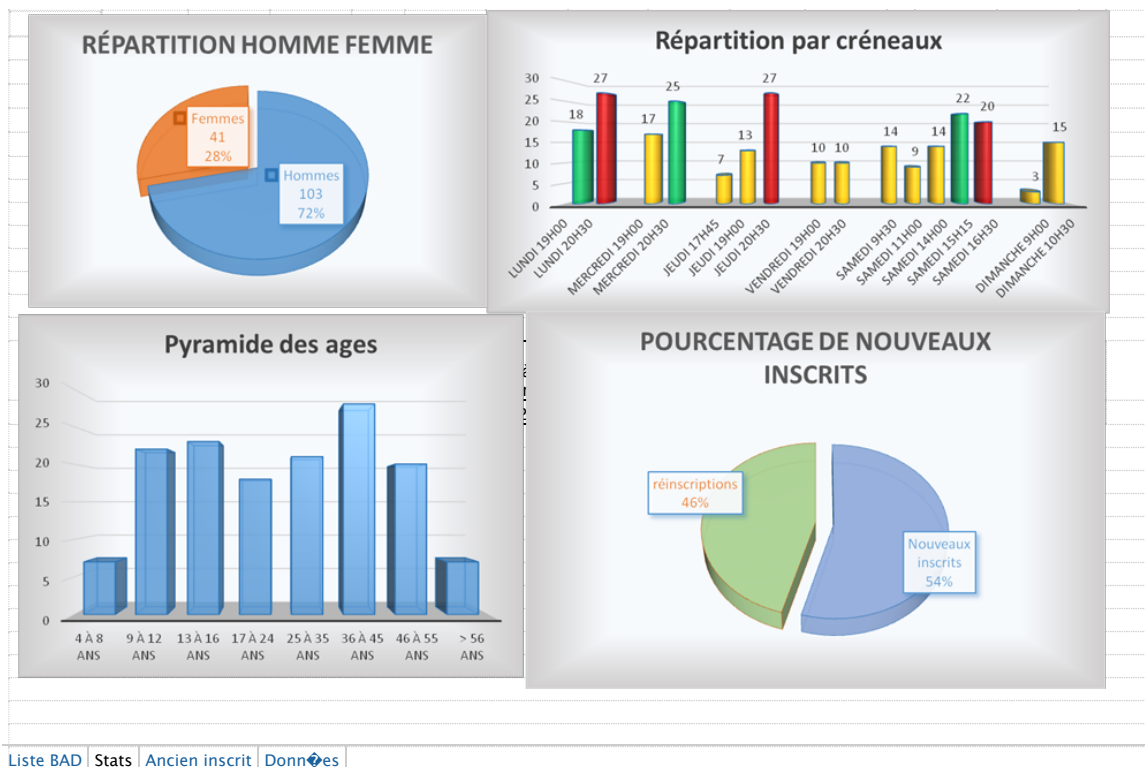 RÉPARTITION HOMME FEMME
Femmes
41
28%
Hommes
103
72%
Répartition par créneaux
30
25
20
15
10
5
0
18
27
17
25
7
13
27
10
10
14
9
14
22
20
3
15
LUNDI 19H00
LUNDI 20H30
MERCREDI 19H00
MERCREDI 20H30
JEUDI 17H45
JEUDI 19H00
JEUDI 20H30
VENDREDI 19H00
VENDREDI 20H30
SAMEDI 9H30
SAMEDI 11H00
SAMEDI 14H00
SAMEDI 15H15
SAMEDI 16H30
DIMANCHE 9H00
DIMANCHE 10H30
Pyramide des ages
30
25
20
15
10
5
0
4 À 8
ANS
9 À 12
ANS
13 À 16
ANS
17 À 24
ANS
25 À 35
ANS
36 À 45
ANS
46 À 55
ANS
> 56
ANS
POURCENTAGE DE NOUVEAUX
INSCRITS
réinscriptions
46%
Nouveaux
inscrits
54%
Liste BAD Stats Ancien inscrit Donn�es